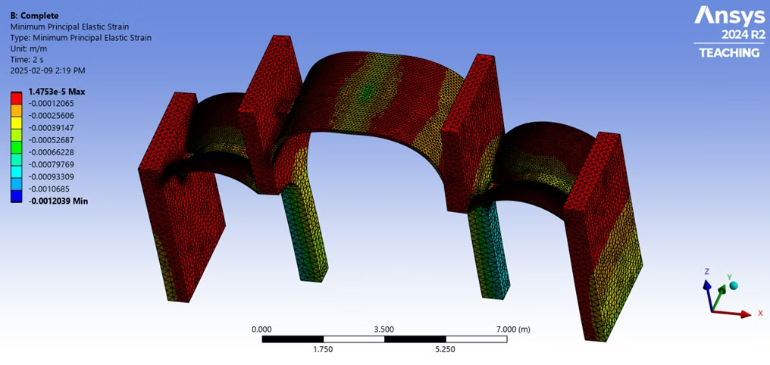 B: Complete
Minimum Principal Elastic Strain
Type: Minimum Principal Elastic Strain
Unit: m/m
Time: 2 s
2025-02-09 2:19 PM
1.4753e-5 Max
-0.00012065
-0.00025606
-0.00039147
-0.00052687
-0.00066228
-0.00079769
-0.00093309
-0.0010685
-0.0012039 Min
Ansys
2024 R2
TEACHING
0.000 3.500 7.000 (m)
1.750 5.250
Z
Y
X